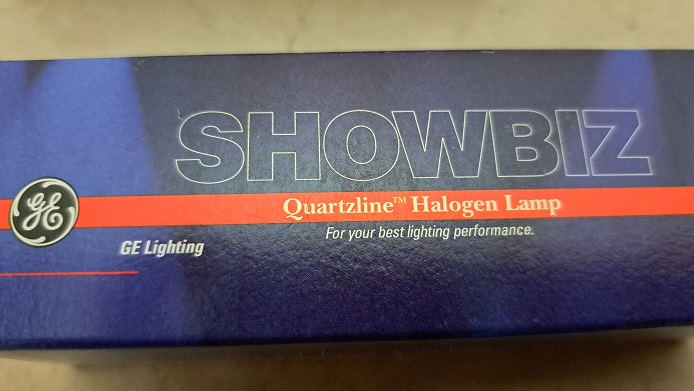 SHOWBIZ
Quartzline™ Halogen Lamp
For your best lighting performance.
GE
GE Lighting